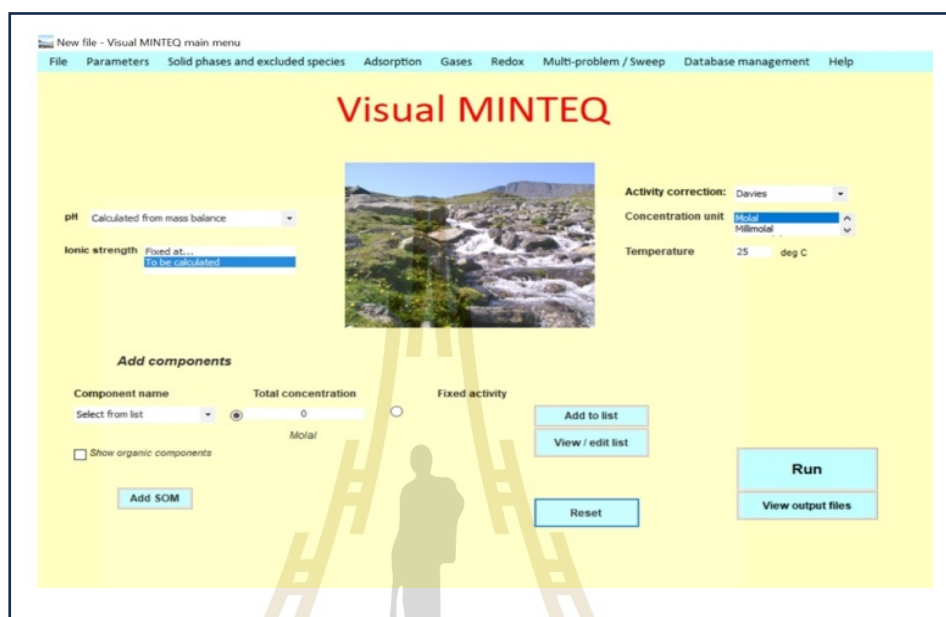 New file - Visual MINTEQ main menu
File Parameters Solid phases and excluded species Adsorption Gases Redox Multi-problem / Sweep Database management Help
Visual MINTEQ
Activity correction: Davies
pH Calculated from mass balance
Concentration unit Molal
Millimolal
Ionic strength Fixed at...
To be calculated
Temperature 25 deg C
Add components
Component name Total concentration Fixed activity
Select from list 0
Molal
Add to list
View / edit list
Show organic components
Add SOM
Reset
Run
View output files